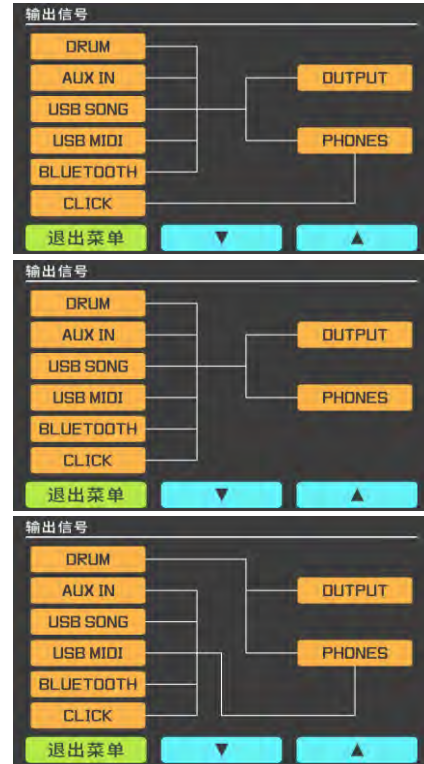 输出信号
DRUM
AUX IN
USB SONG
USB MIDI
BLUETOOTH
CLICK
OUTPUT
PHONES
退出菜单 ▼ ▲
输出信号
DRUM
AUX IN
USB SONG
USB MIDI
BLUETOOTH
CLICK
OUTPUT
PHONES
退出菜单 ▼ ▲
输出信号
DRUM
AUX IN
USB SONG
USB MIDI
BLUETOOTH
CLICK
OUTPUT
PHONES
退出菜单 ▼ ▲